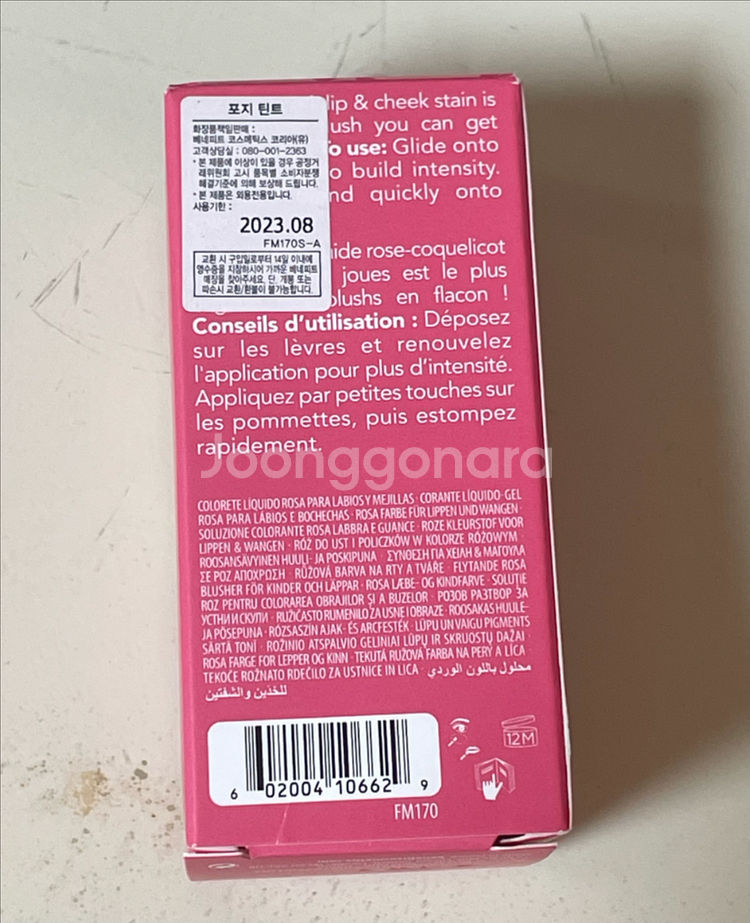 포지 틴트
화장품책임판매 :
베네피트 코스메틱스 코리아(유)
고객상담실 : 080-001-2363
* 본 제품에 이상이 있을 경우 공정거
래위원회 고시 품목별 소비자분쟁
해결기준에 의해 보상해 드립니다.
* 본 제품은 외용전용입니다.
사용기한 :
2023.08
FM170S-A
교환 시 구입일로부터 14일 이내에
영수증을 지참하시어 가까운 베네피트
매장을 찾아주세요. 단, 개봉 또는
파손시 교환/환불이 불가능합니다.
lip & cheek stain is
ush you can get
o use: Glide onto
o build intensity.
nd quickly onto
ide rose-coquelicot
joues est le plus
blushs en flacon !
Conseils d'utilisation : Déposez
sur les lèvres et renouvelez
l'application pour plus d'intensité.
Appliquez par petites touches sur
les pommettes, puis estompez
rapidement.
Joonggonara
COLORETE LÍQUIDO ROSA PARA LABIOS Y MEJILLAS · CORANTE LÍQUIDO-GEL
ROSA PARA LÁBIOS E BOCHECHAS · ROSA FARBE FÜR LIPPEN UND WANGEN ·
SOLUZIONE COLORANTE ROSA LABBRA E GUANCE · ROZE KLEURSTOF VOOR
LIPPEN & WANGEN · RÓŻ DO UST I POLICZKÓW W KOLORZE RÓŻOWYM ·
ROOSANSÄVYINEN HUULI- JA POSKIPUNA · ΣΥΝΘΕΣΗ ΓΙΑ ΧΕΙΛΗ & ΜΑΓΟΥΛΑ
ΣΕ ΡΟΖ ΑΠΟΧΡΩΣΗ · RŮŽOVÁ BARVA NA RTY A TVÁŘE · FLYTANDE ROSA
BLUSHER FÖR KINDER OCH LÄPPAR · ROSA LÆBE- OG KINDFARVE · SOLUȚIE
ROZ PENTRU COLORAREA OBRAJILOR ȘI A BUZELOR · РОЗОВ РАЗТВОР ЗА
УСТНИ И СКУЛИ · RUŽIČASTO RUMENILO ZA USNE I OBRAZE · ROOSAKAS HUULE-
JA PÕSEPUNA · RÓZSASZÍN AJAK- ÉS ARCFESTÉK · LŪPU UN VAIGU PIGMENTS
SĀRTĀ TONĪ · ROŽINIO ATSPALVIO GELINIAI LŪPŲ IR SKRUOSTŲ DAŽAI ·
ROSA FARGE FOR LEPPER OG KINN · TEKUTÁ RUŽOVÁ FARBA NA PERY A LÍCA ·
TEKOČE ROŽNATO RDEČILO ZA USTNICE IN LICA · محلول باللون الوردي
للخدين والشفتين
12M
6 02004 10662 9
FM170